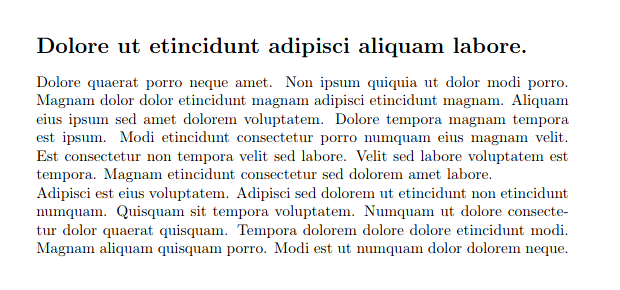 Dolore ut etincidunt adipisci aliquam labore.
Dolore quaerat porro neque amet. Non ipsum quiquia ut dolor modi porro.
Magnam dolor dolor etincidunt magnam adipisci etincidunt magnam. Aliquam
eius ipsum sed amet dolorem voluptatem. Dolore tempora magnam tempora
est ipsum. Modi etincidunt consectetur porro numquam eius magnam velit.
Est consectetur non tempora velit sed labore. Velit sed labore voluptatem est
tempora. Magnam etincidunt consectetur sed dolorem amet labore.
Adipisci est eius voluptatem. Adipisci sed dolorem ut etincidunt non etincidunt
numquam. Quisquam sit tempora voluptatem. Numquam ut dolore consecte-
tur dolor quaerat quisquam. Tempora dolorem dolore dolore etincidunt modi.
Magnam aliquam quisquam porro. Modi est ut numquam dolor dolorem neque.